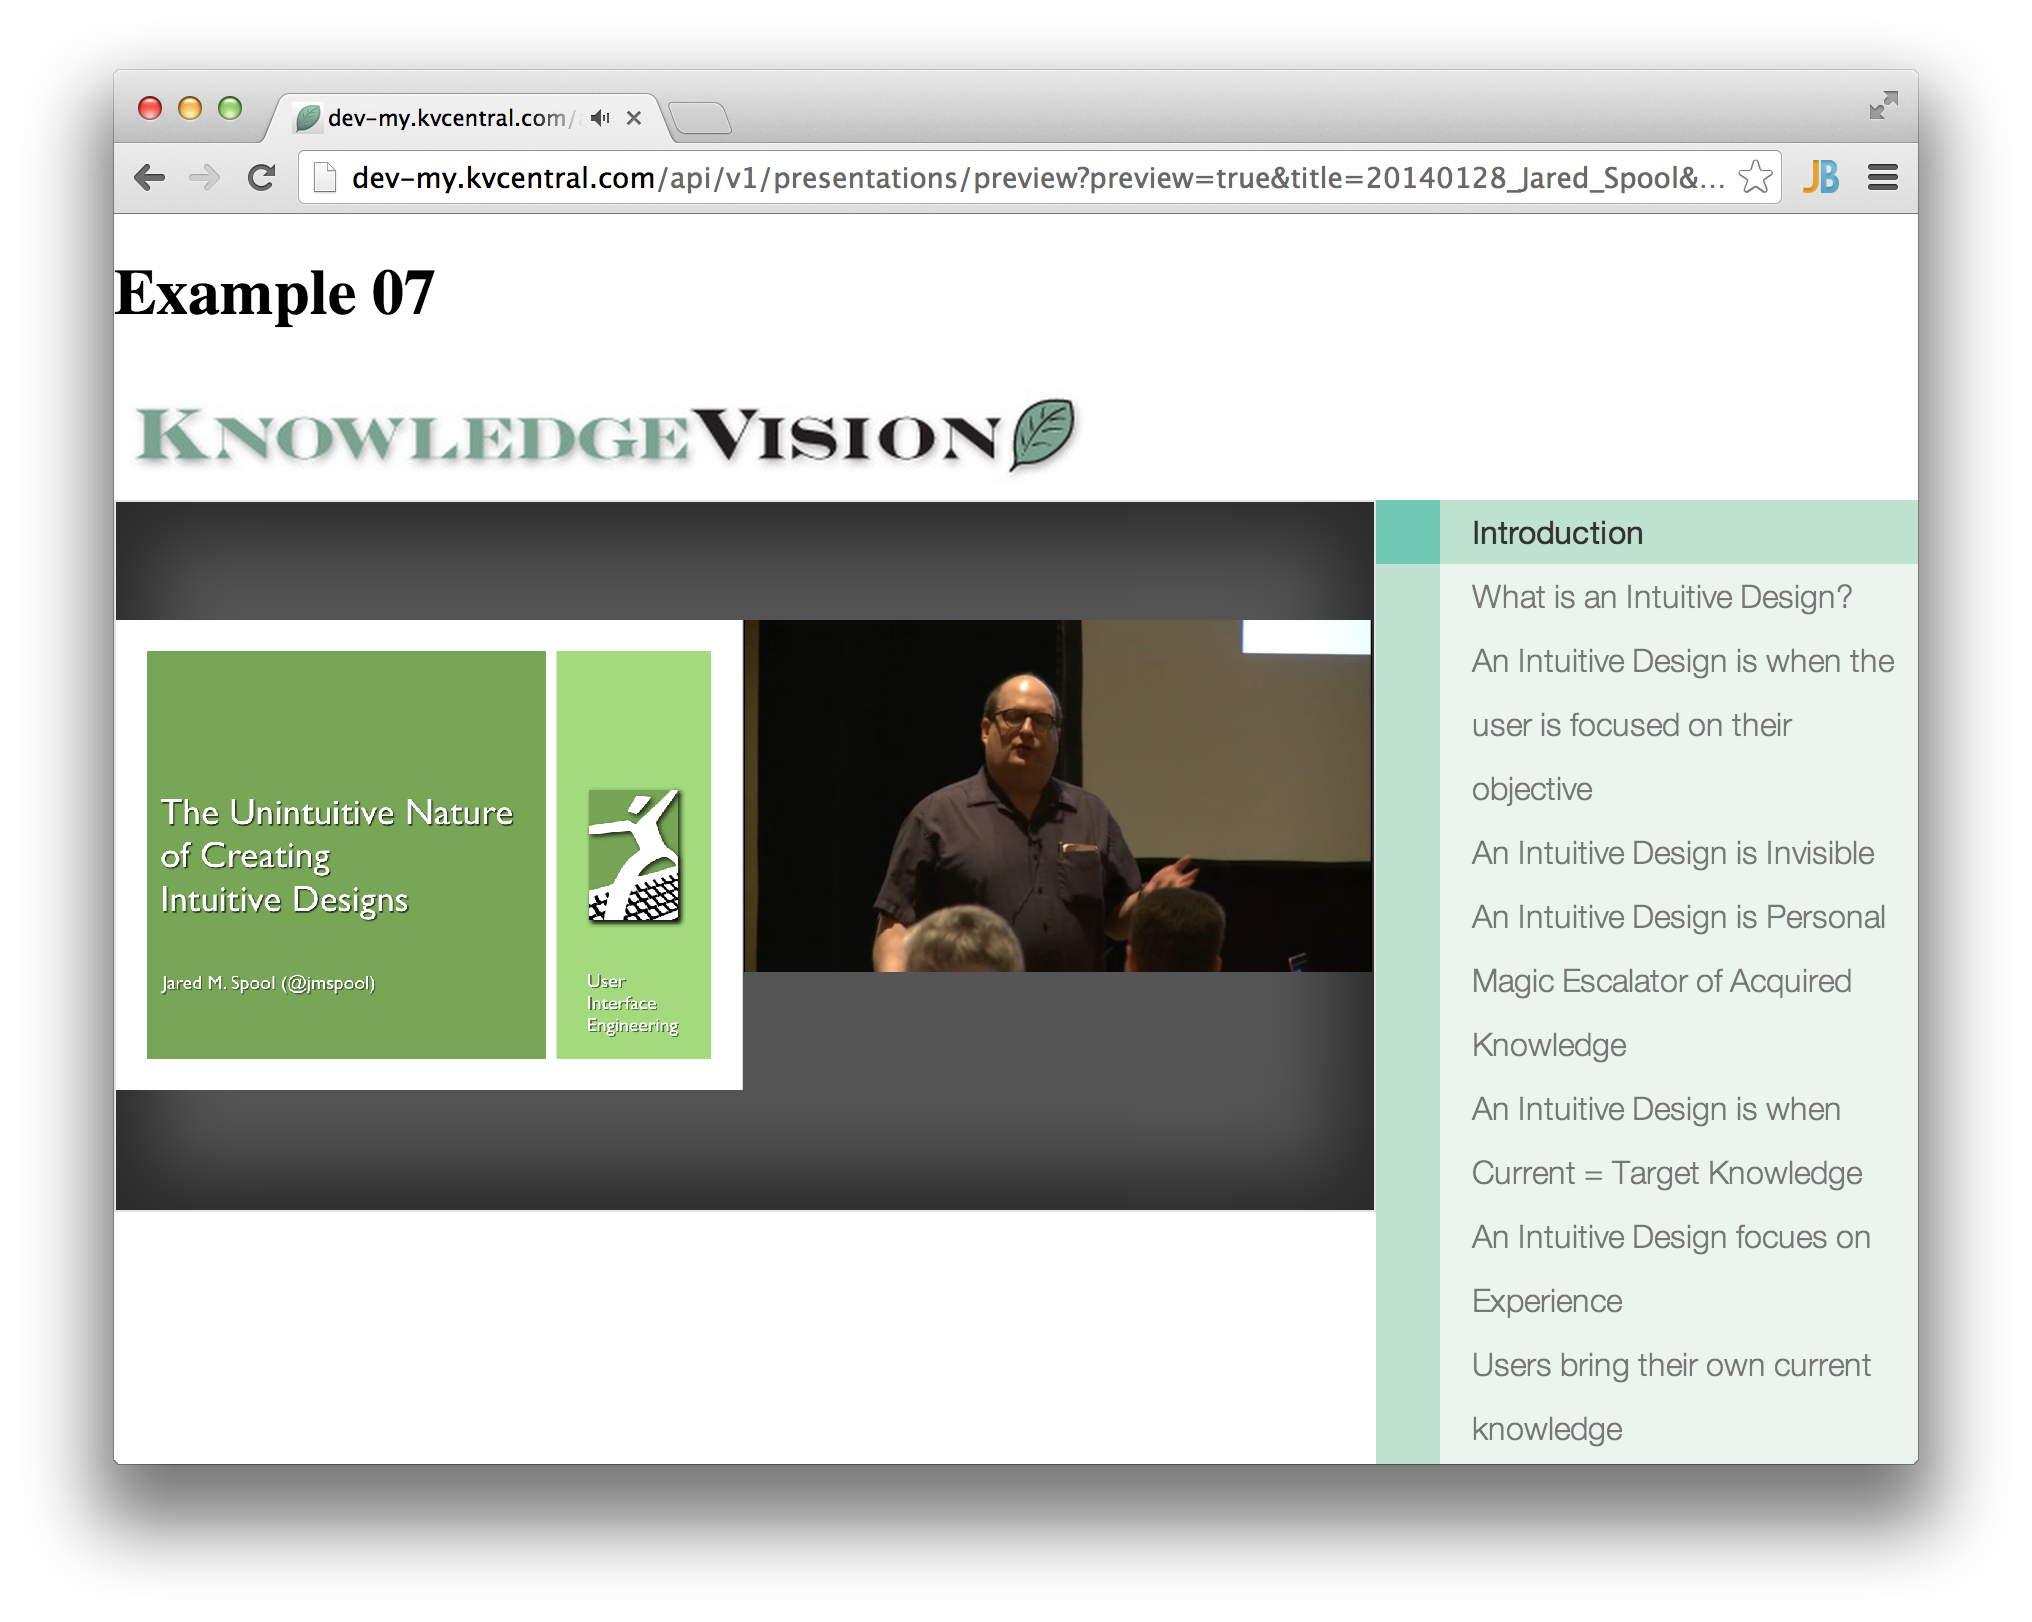 dev-my.kvcentral.com/
dev-my.kvcentral.com/api/v1/presentations/preview?preview=true&title=20140128_Jared_Spool&...
JB
Example 07
KNOWLEDGEVISION
The Unintuitive Nature
of Creating
Intuitive Designs
Jared M. Spool (@jmspool)
User
Interface
Engineering
Introduction
What is an Intuitive Design?
An Intuitive Design is when the
user is focused on their
objective
An Intuitive Design is Invisible
An Intuitive Design is Personal
Magic Escalator of Acquired
Knowledge
An Intuitive Design is when
Current = Target Knowledge
An Intuitive Design focues on
Experience
Users bring their own current
knowledge